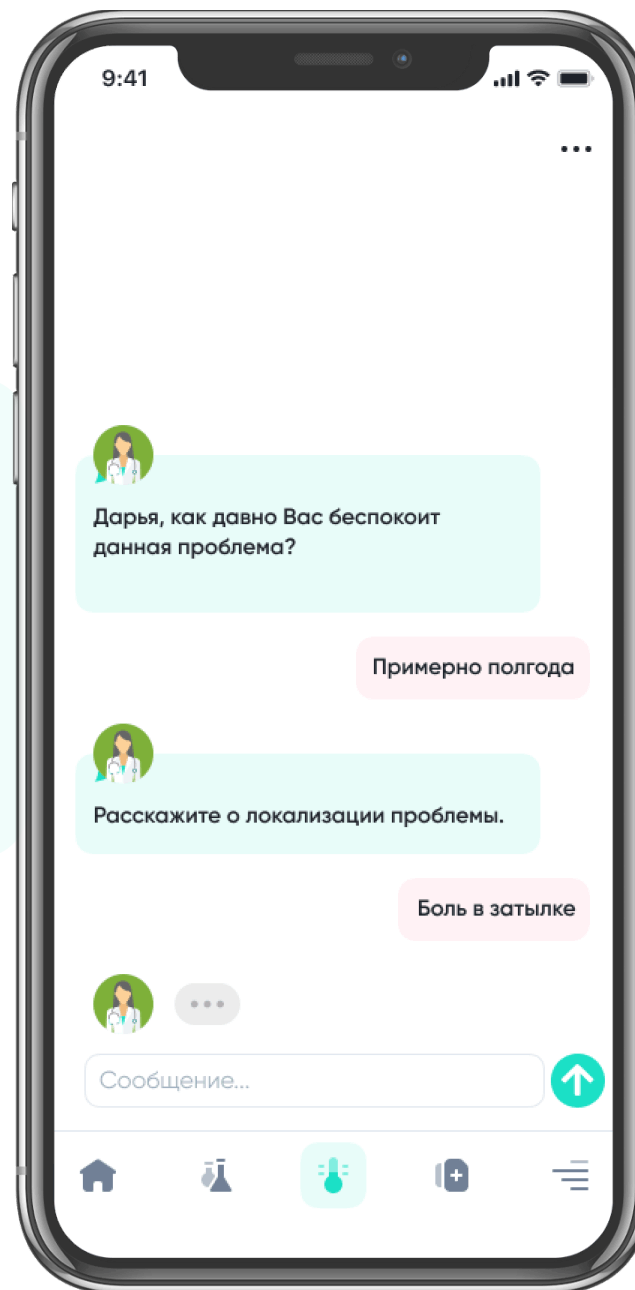 9:41
Дарья, как давно Вас беспокоит
данная проблема?
Примерно полгода
Расскажите о локализации проблемы.
Боль в затылке
Сообщение...